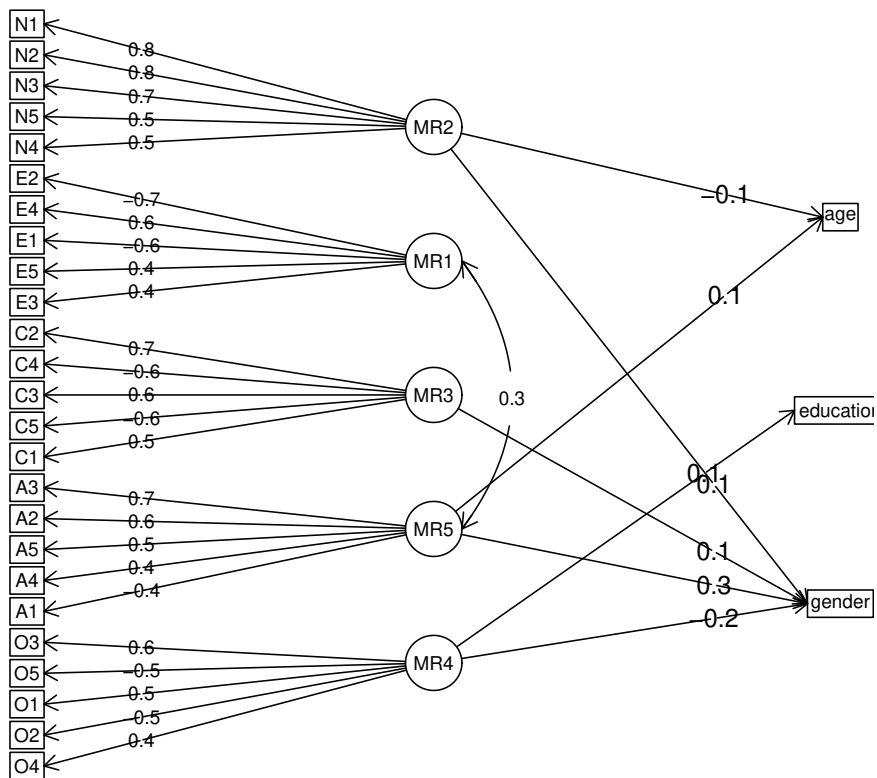 N1
N2
N3
N5
N4
E2
E4
E1
E5
E3
C2
C4
C3
C5
C1
A3
A2
A5
A4
A1
O3
O5
O1
O2
O4
0.8
0.8
0.7
0.5
0.5
−0.7
0.6
−0.6
0.4
0.4
0.7
−0.6
0.6
−0.6
0.5
0.7
0.6
0.5
0.4
−0.4
0.6
−0.5
0.5
−0.5
0.4
MR2
MR1
MR3
MR5
MR4
0.3
−0.1
0.1
0.1
0.1
0.1
0.3
−0.2
age
education
gender